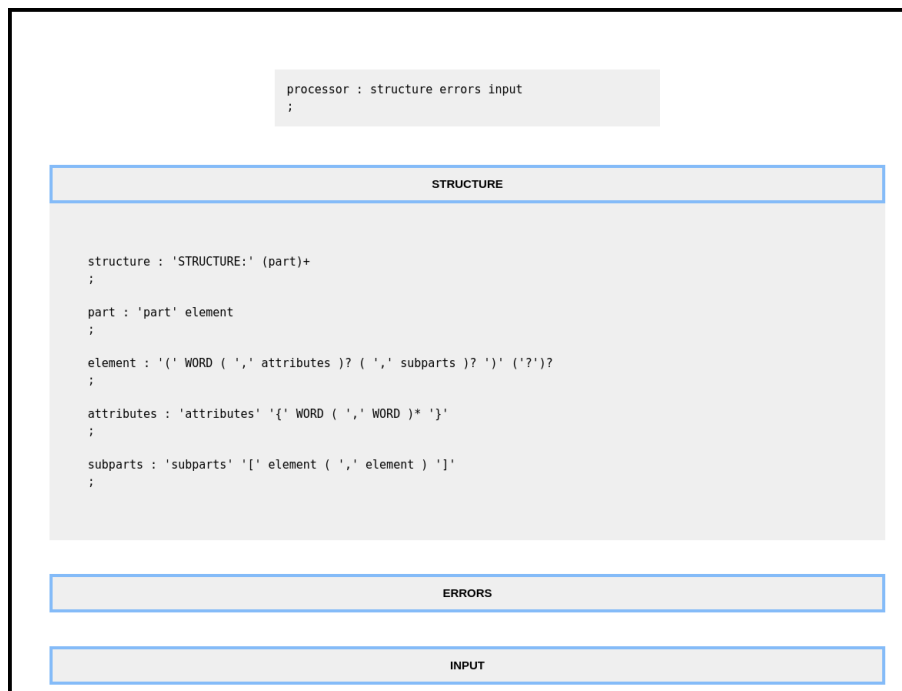 processor : structure errors input
;
STRUCTURE
structure : 'STRUCTURE:' (part)+
;
part : 'part' element
;
element : '(' WORD ( ',' attributes )? ( ',' subparts )? ')' ('?')?
;
attributes : 'attributes' '{' WORD ( ',' WORD )* '}'
;
subparts : 'subparts' '[' element ( ',' element ) ']'
;
ERRORS
INPUT